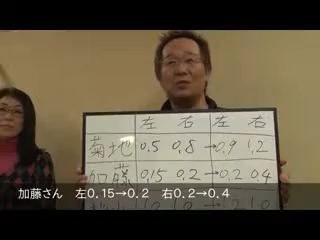 左 右 左 右
菊地 0.5 0.8 →0.9 1.2
加藤 0.15 0.2 →0.2 0.4
加藤さん 左0.15→0.2 右0.2→0.4